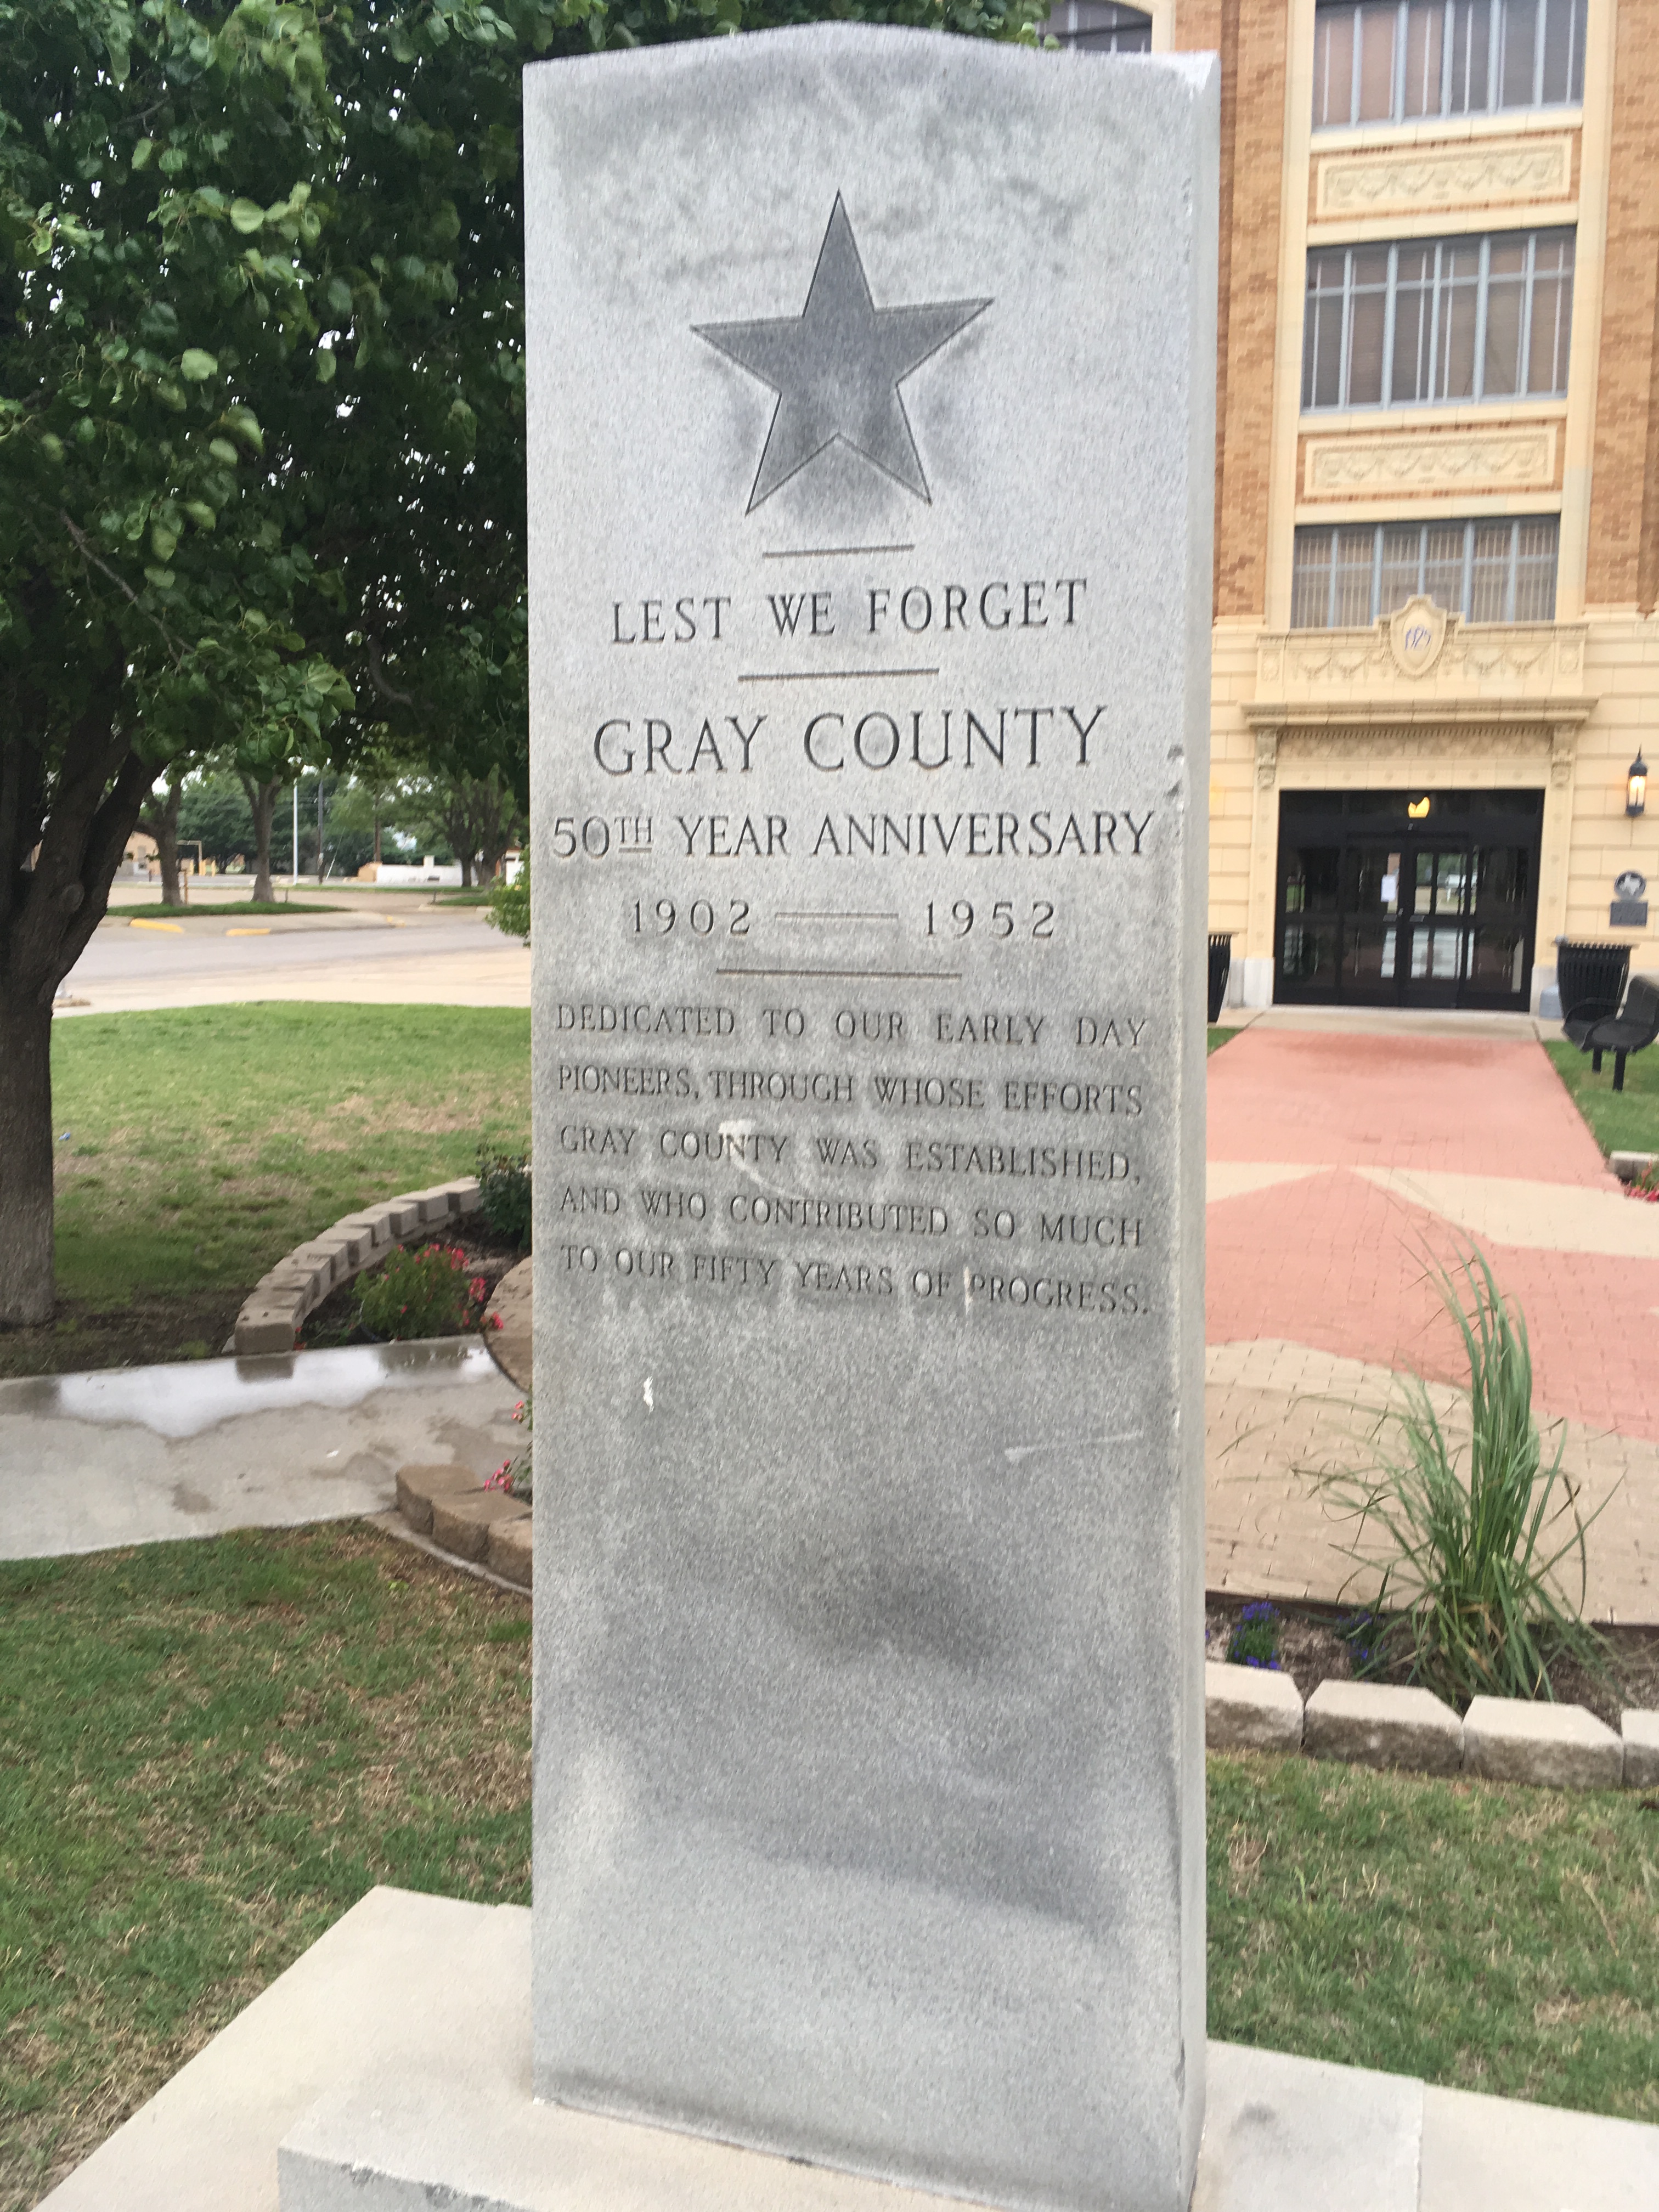 LEST WE FORGET
GRAY COUNTY
50TH YEAR ANNIVERSARY
1902 — 1952
DEDICATED TO OUR EARLY DAY
PIONEERS, THROUGH WHOSE EFFORTS
GRAY COUNTY WAS ESTABLISHED,
AND WHO CONTRIBUTED SO MUCH
TO OUR FIFTY YEARS OF PROGRESS.